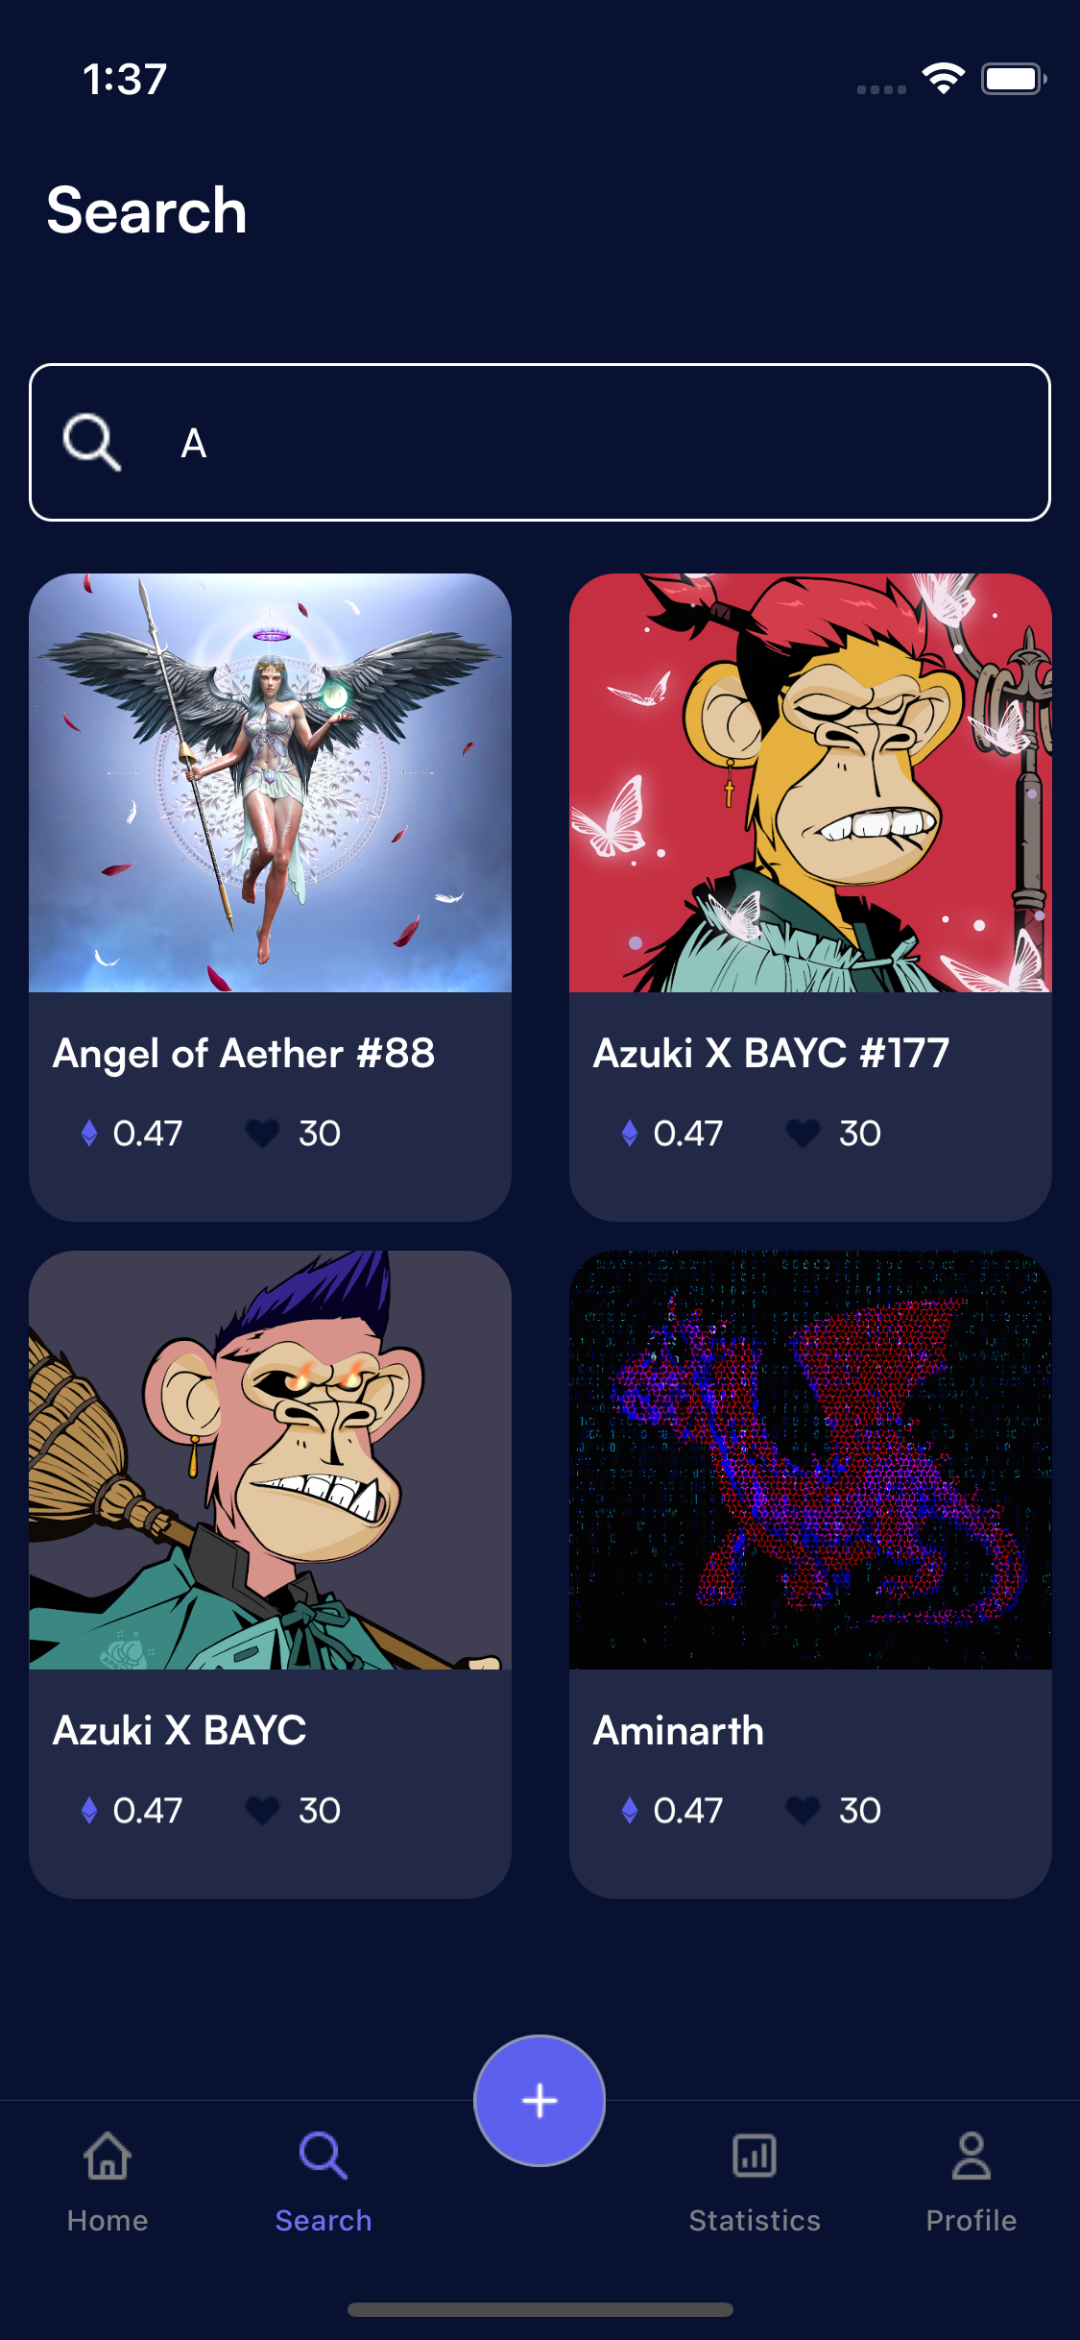 1:37
Search
A
Angel of Aether #88
0.47 30
Azuki X BAYC #177
0.47 30
Azuki X BAYC
0.47 30
Aminarth
0.47 30
+
Home
Search
Statistics
Profile